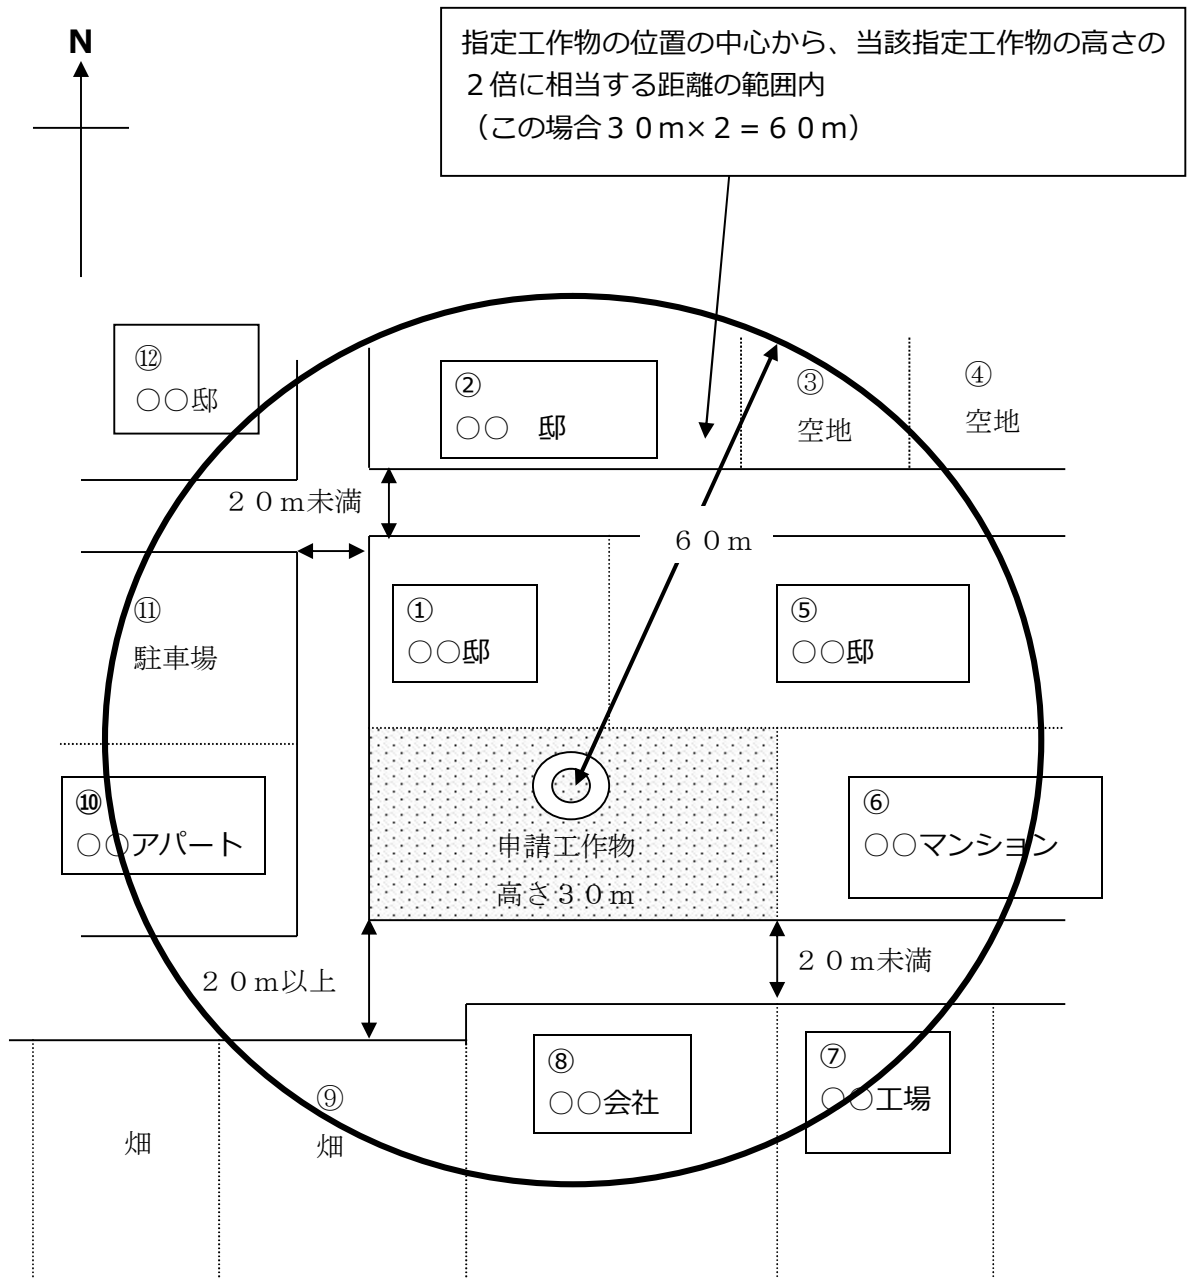 N
指定工作物の位置の中心から、当該指定工作物の高さの
２倍に相当する距離の範囲内
（この場合３０ｍ×２＝６０ｍ）
⑫
○○邸
②
○○　邸
③
空地
④
空地
２０ｍ未満
６０ｍ
⑪
駐車場
①
○○邸
⑤
○○邸
⑩
○○アパート
申請工作物
高さ３０ｍ
⑥
○○マンション
２０ｍ以上
２０ｍ未満
畑
⑨
畑
⑧
○○会社
⑦
○○工場